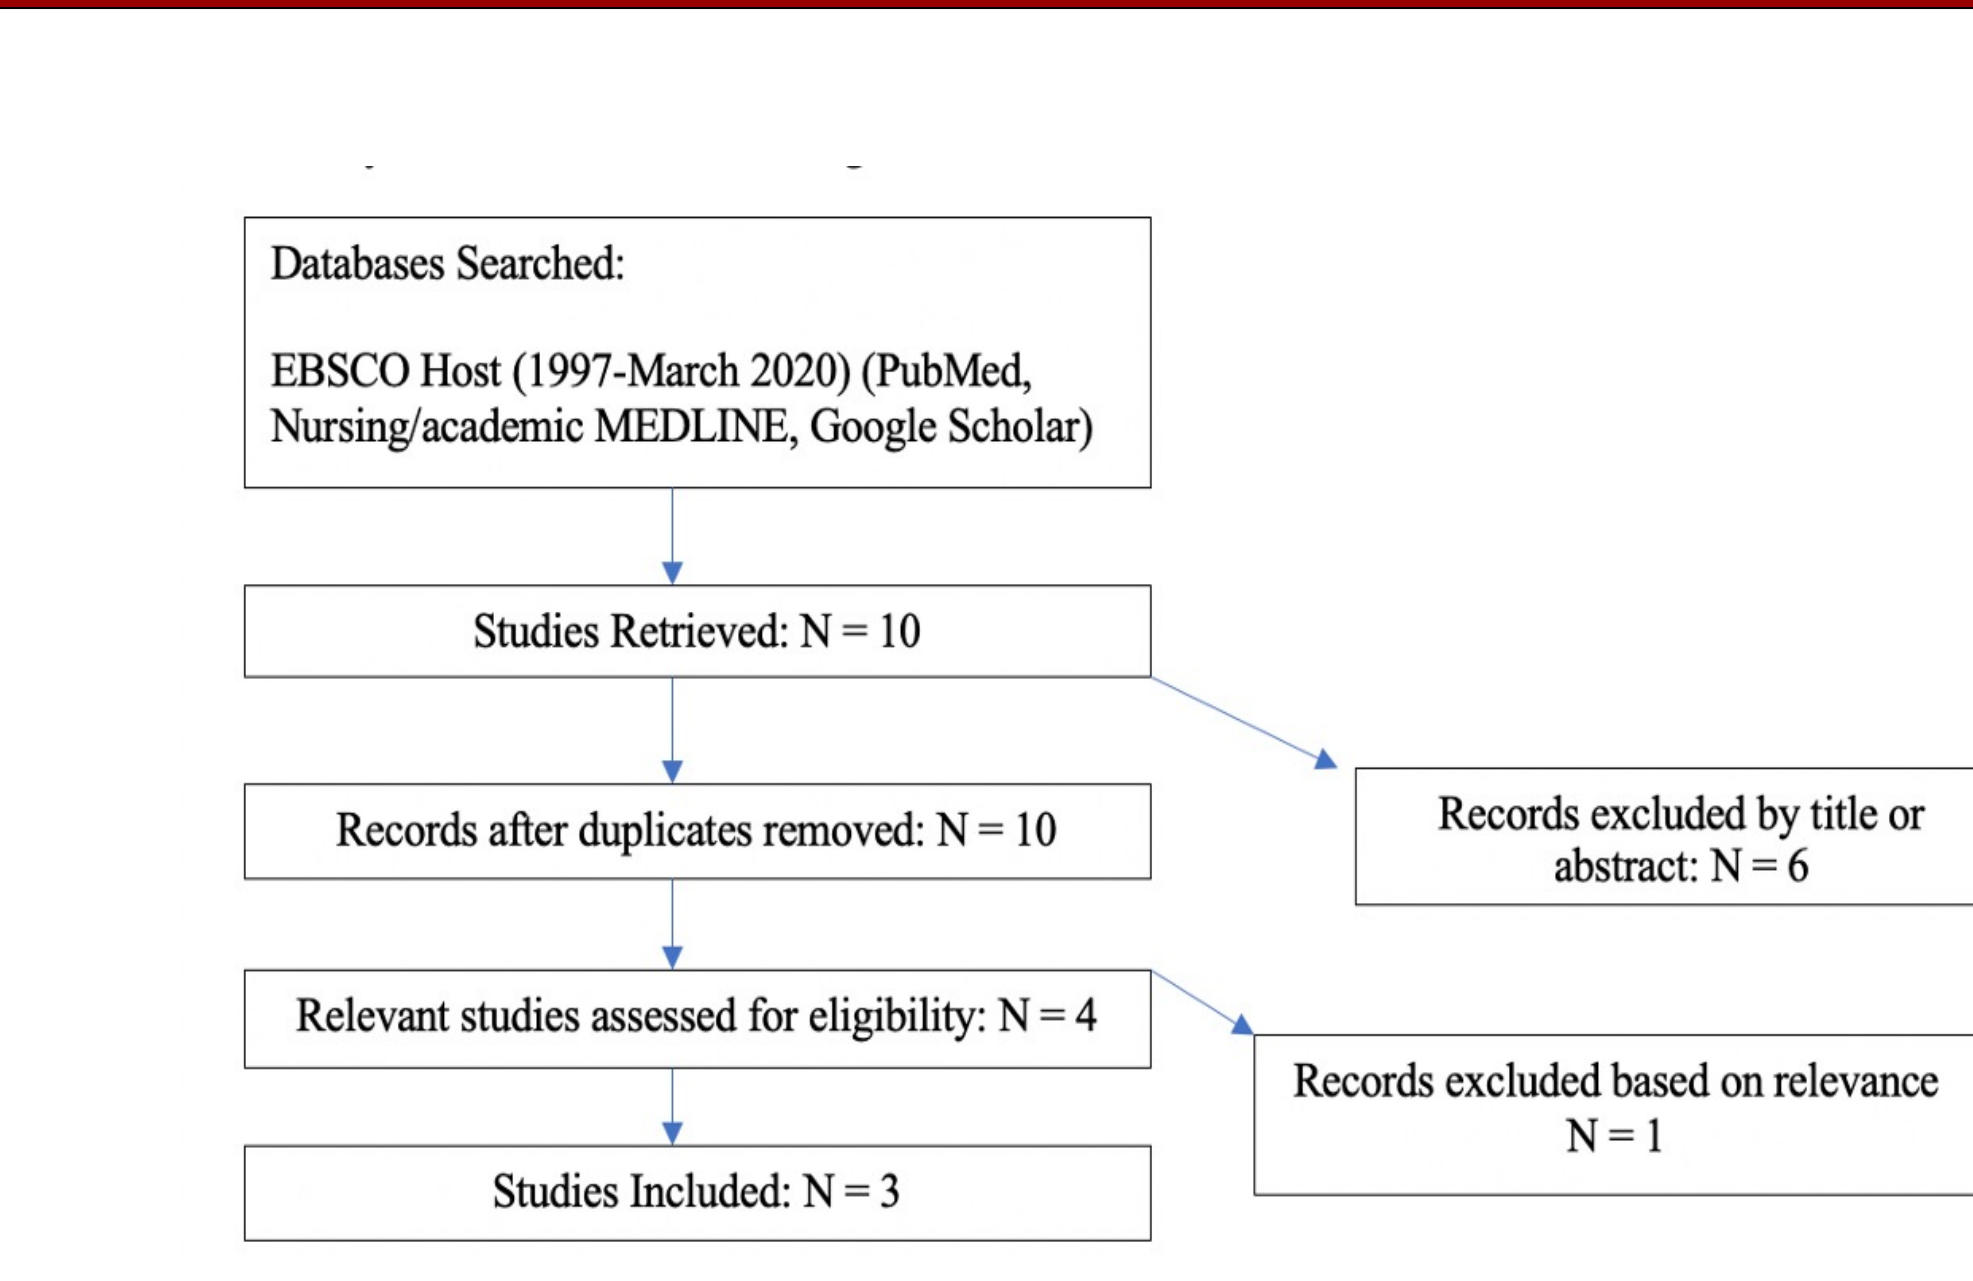 Databases Searched:
EBSCO Host (1997-March 2020) (PubMed,
Nursing/academic MEDLINE, Google Scholar)
Studies Retrieved: N = 10
Records after duplicates removed: N = 10
Records excluded by title or
abstract: N = 6
Relevant studies assessed for eligibility: N = 4
Records excluded based on relevance
N = 1
Studies Included: N = 3